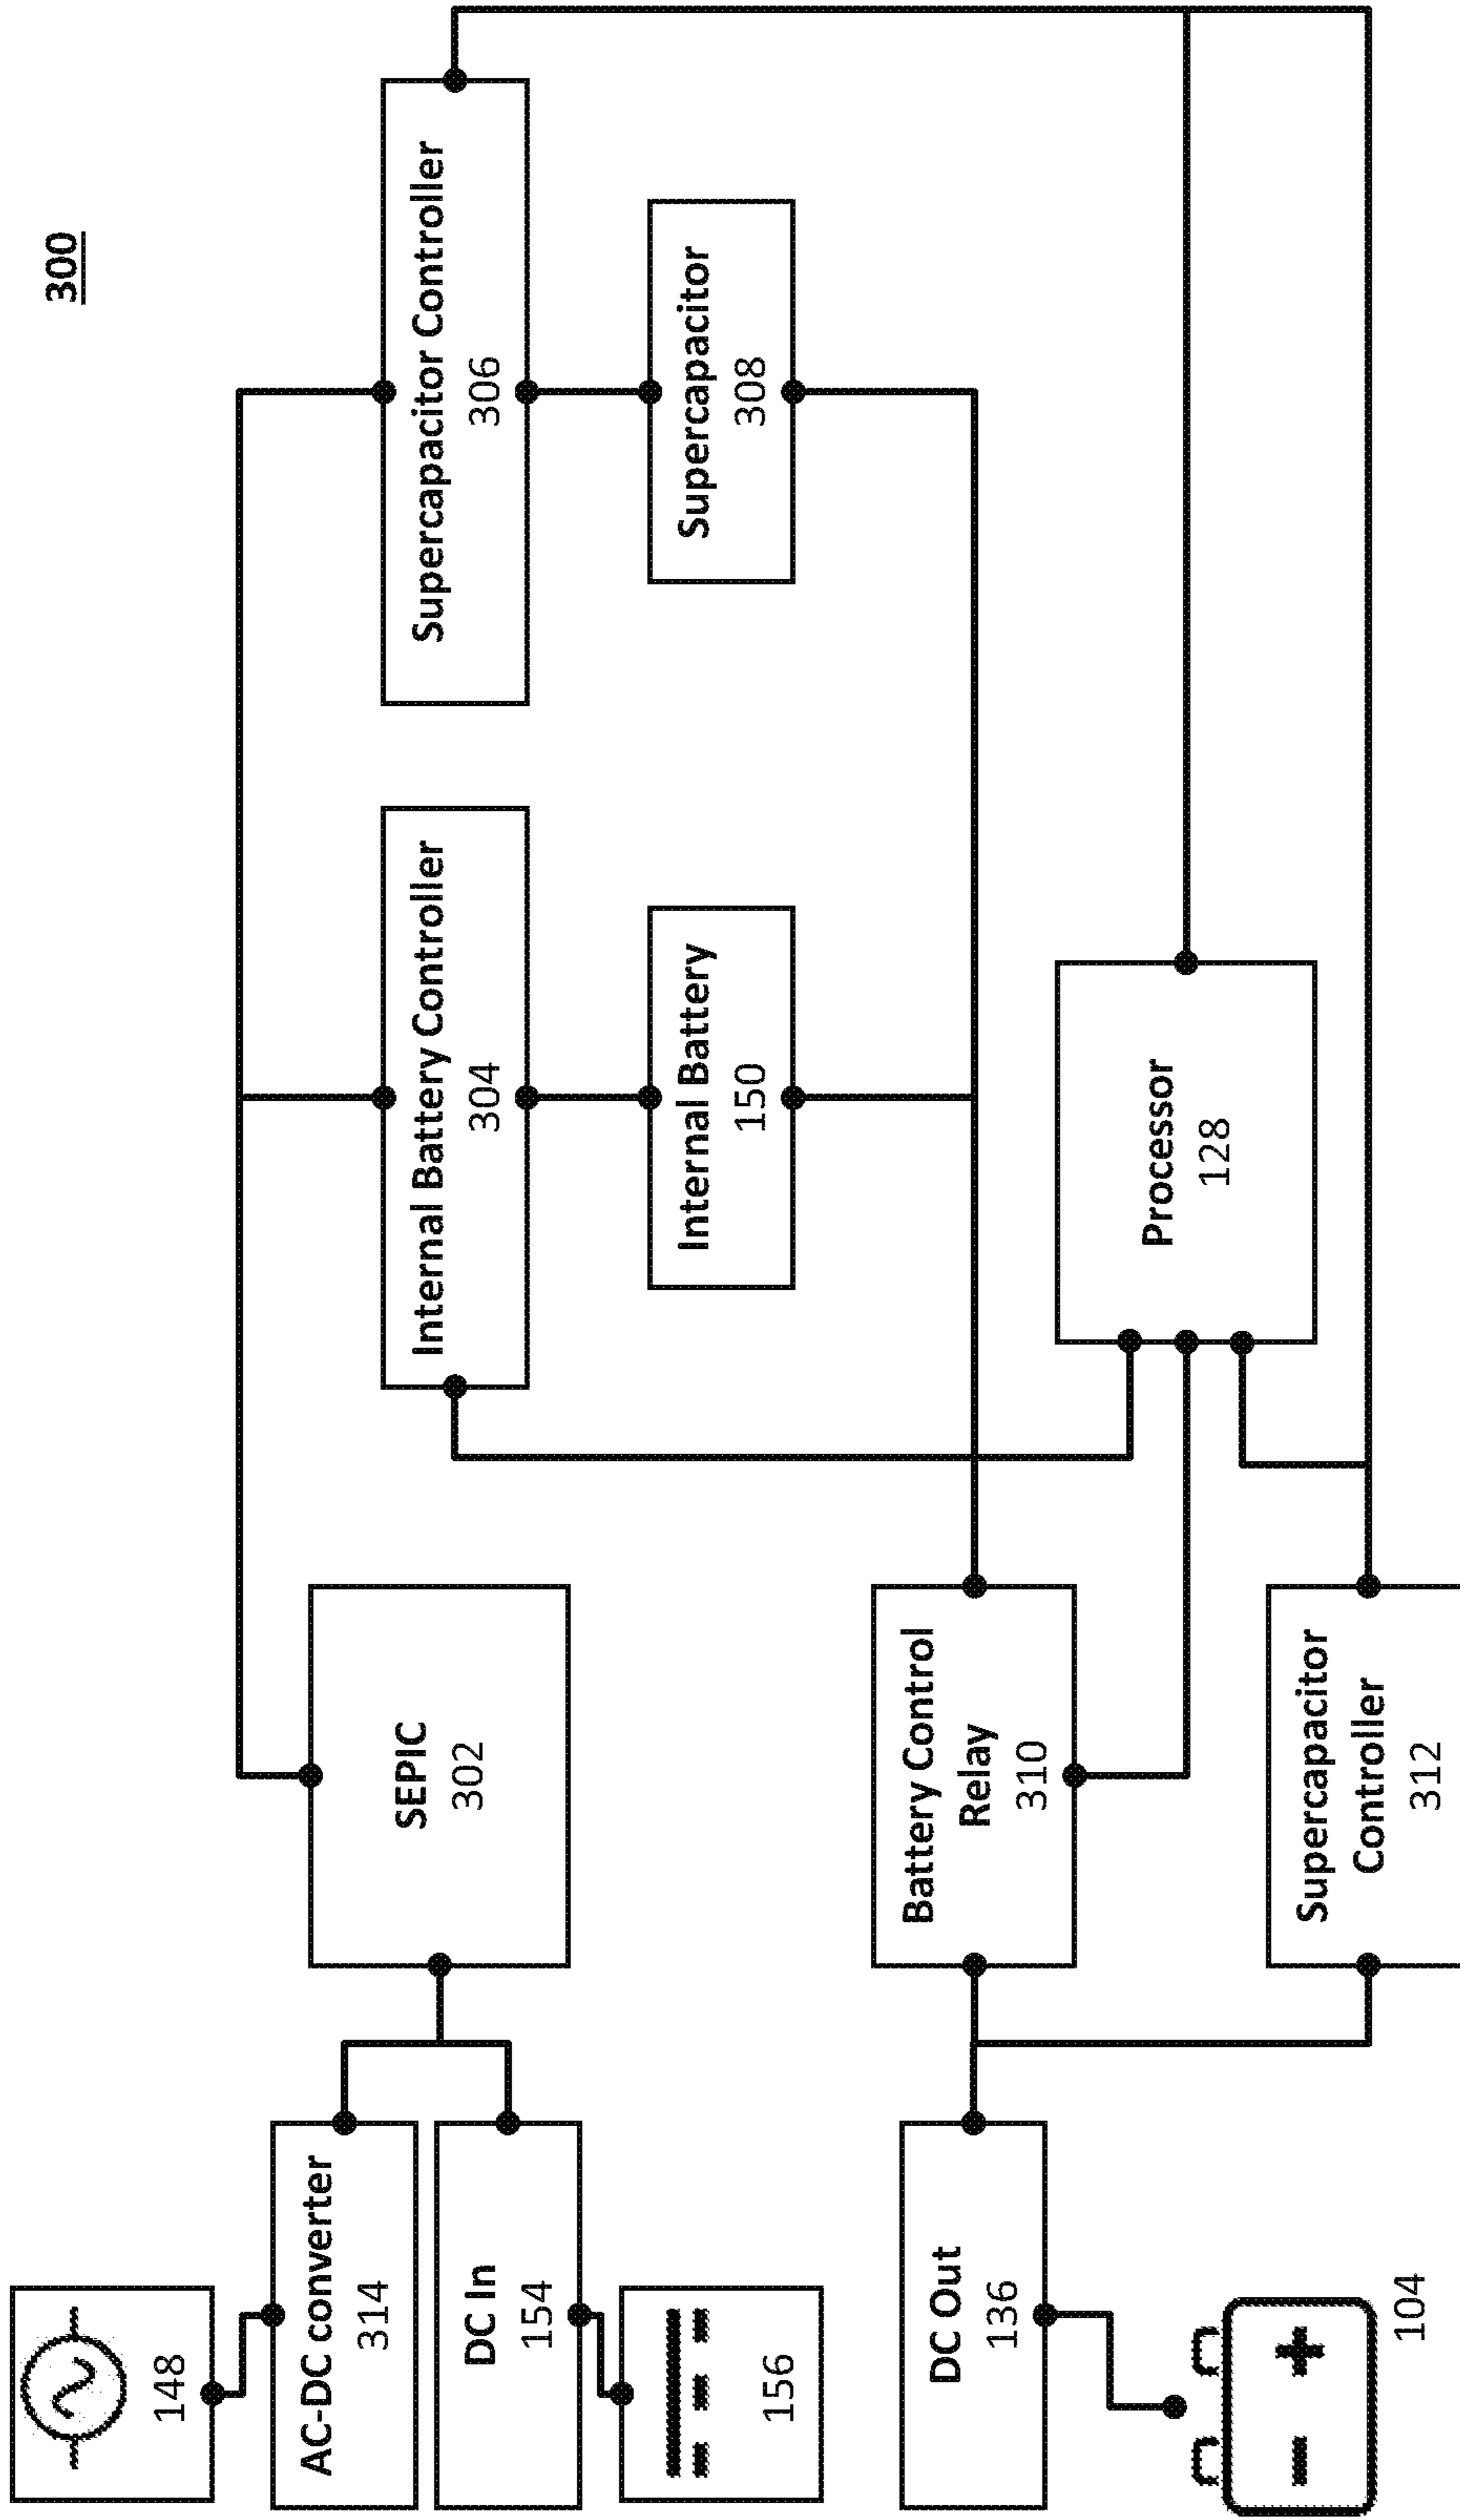 300
148
AC-DC converter
314
DC In
154
156
SEPIC
302
Internal Battery Controller
304
Supercapacitor Controller
306
Internal Battery
150
Supercapacitor
308
DC Out
136
104
Battery Control
Relay
310
Processor
128
Supercapacitor
Controller
312